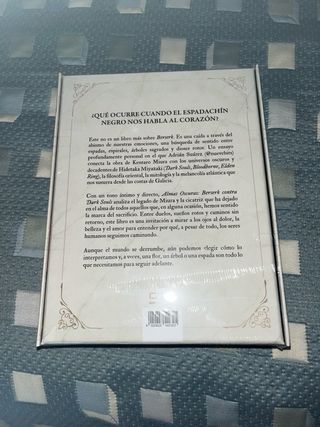 ¿QUÉ OCURRE CUANDO EL ESPADACHÍN
NEGRO NOS HABLA AL CORAZÓN?
Este no es un libro más sobre Berserk. Es una caída a través del
abismo de nuestras emociones, una búsqueda de sentido entre
espadas, espirales, árboles sagrados y dioses rotos. Un ensayo
profundamente personal en el que Adrián Suárez
conecta la obra de Kentaro Miura con los universos oscuros y
decadentes de Hidetaka Miyazaki (Dark Souls, Bloodborne, Elden
Ring), la filosofía oriental, la mitología y la melancolía atlántica que
nos susurra desde las costas de Galicia.
Con un tono íntimo y directo, Almas Oscuras: Berserk contra
Dark Souls analiza el legado de Miura y la cicatriz que ha dejado
en el alma de todos aquellos que, en alguna ocasión, hemos sentido
la marca del sacrificio. Entre duelos, sueños rotos y caminos sin
retorno, este libro es una invitación a mirar a los ojos al dolor, la
belleza y el amor para entender por qué, a pesar de todo, los seres
humanos seguimos caminando.
Aunque el mundo se derrumbe, aún podemos elegir cómo lo
interpretamos y, a veces, una flor, un árbol o una espada son todo lo
que necesitamos para seguir adelante.